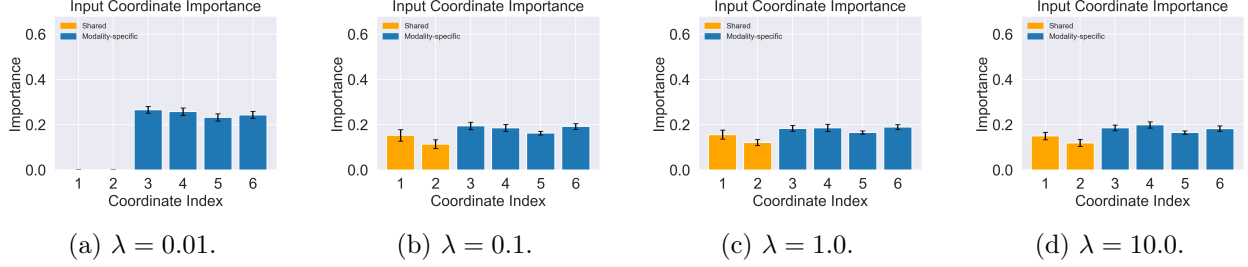 Input Coordinate Importance
Shared
Modality-specific
Importance
0.6
0.4
0.2
0.0
1 2 3 4 5 6
Coordinate Index
(a) λ = 0.01.
Input Coordinate Importance
Shared
Modality-specific
Importance
0.6
0.4
0.2
0.0
1 2 3 4 5 6
Coordinate Index
(b) λ = 0.1.
Input Coordinate Importance
Shared
Modality-specific
Importance
0.6
0.4
0.2
0.0
1 2 3 4 5 6
Coordinate Index
(c) λ = 1.0.
Input Coordinate Importance
Shared
Modality-specific
Importance
0.6
0.4
0.2
0.0
1 2 3 4 5 6
Coordinate Index
(d) λ = 10.0.